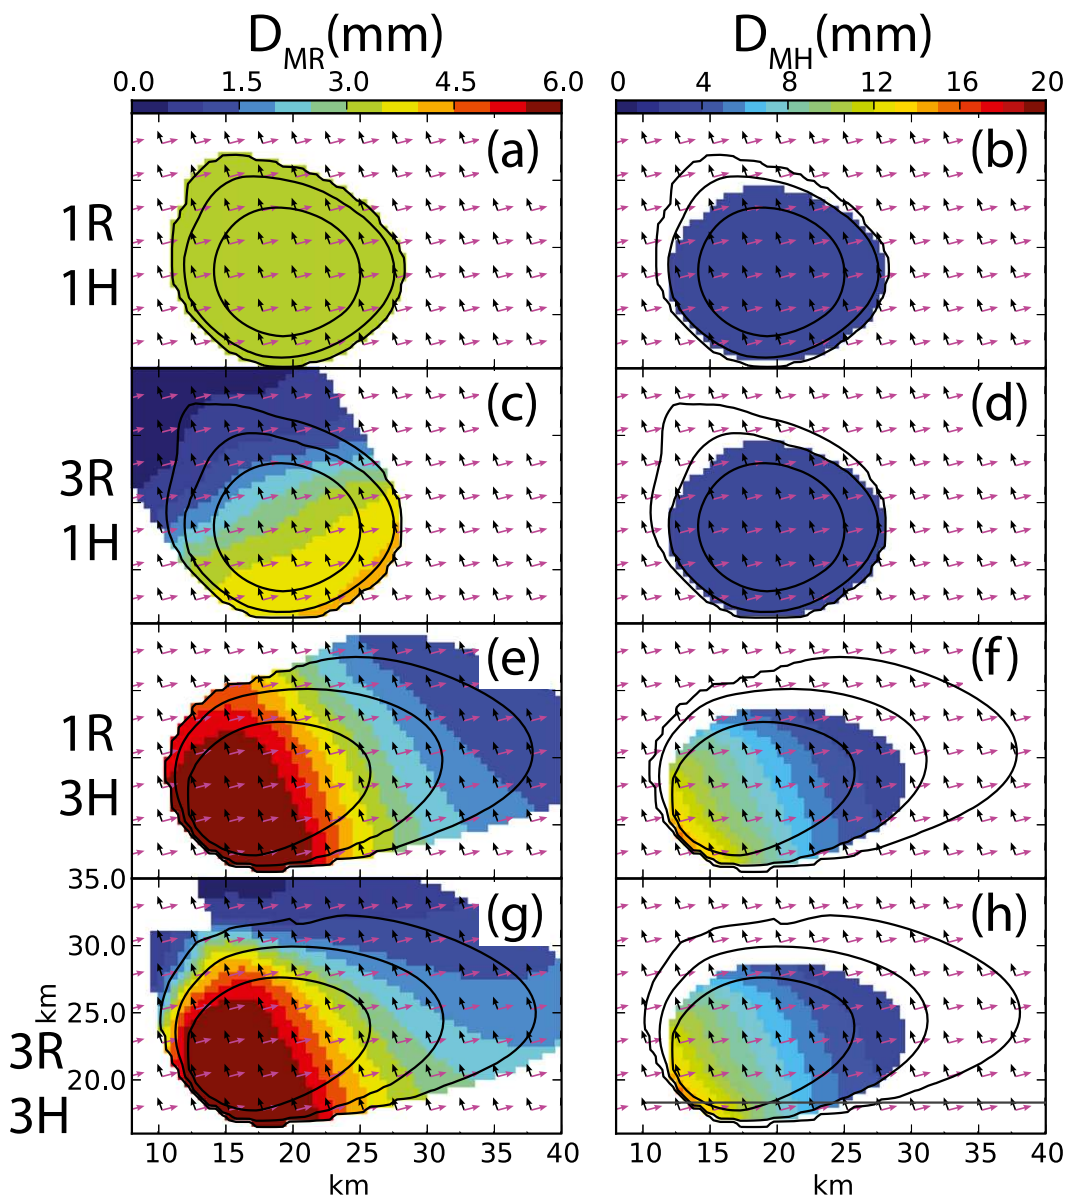 D_MR(mm) D_MH(mm)
0.0 1.5 3.0 4.5 6.0 0 4 8 12 16 20
(a) (b)
1R
1H
(c) (d)
3R
1H
(e) (f)
1R
3H
35.0
(g) (h)
30.0
25.0
km
3R
20.0
3H
10 15 20 25 30 35 40 10 15 20 25 30 35 40
km km